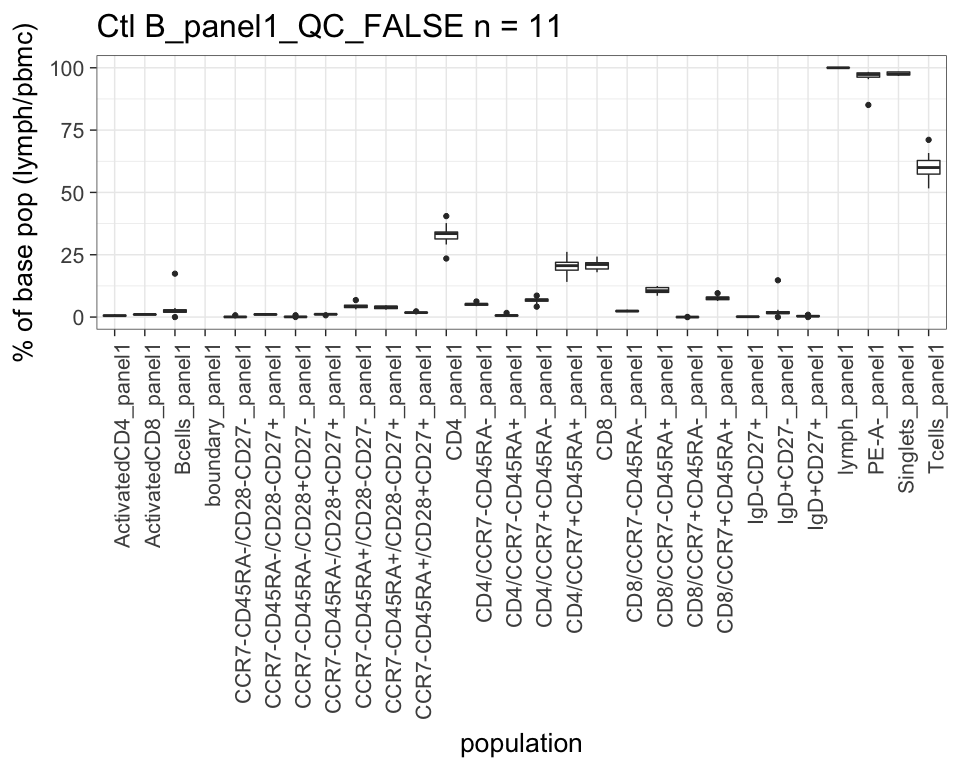 Ctl B_panel1_QC_FALSE n = 11
% of base pop (lymph/pbmc)
100
75
50
25
0
ActivatedCD4_panel1
ActivatedCD8_panel1
Bcells_panel1
boundary_panel1
CCR7-CD45RA-/CD28-CD27-_panel1
CCR7-CD45RA-/CD28-CD27+_panel1
CCR7-CD45RA-/CD28+CD27-_panel1
CCR7-CD45RA-/CD28+CD27+_panel1
CCR7-CD45RA+/CD28-CD27-_panel1
CCR7-CD45RA+/CD28-CD27+_panel1
CCR7-CD45RA+/CD28+CD27+_panel1
CD4_panel1
CD4/CCR7-CD45RA-_panel1
CD4/CCR7-CD45RA+_panel1
CD4/CCR7+CD45RA-_panel1
CD4/CCR7+CD45RA+_panel1
CD8_panel1
CD8/CCR7-CD45RA-_panel1
CD8/CCR7-CD45RA+_panel1
CD8/CCR7+CD45RA-_panel1
CD8/CCR7+CD45RA+_panel1
IgD-CD27+_panel1
IgD+CD27-_panel1
IgD+CD27+_panel1
lymph_panel1
PE-A-_panel1
Singlets_panel1
Tcells_panel1
population